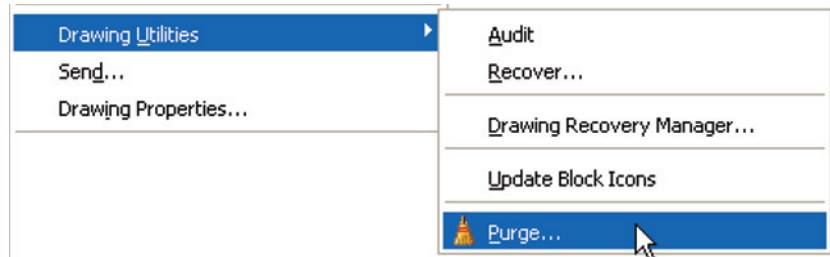 Drawing Utilities
Send...
Drawing Properties...
Audit
Recover...
Drawing Recovery Manager...
Update Block Icons
Purge...